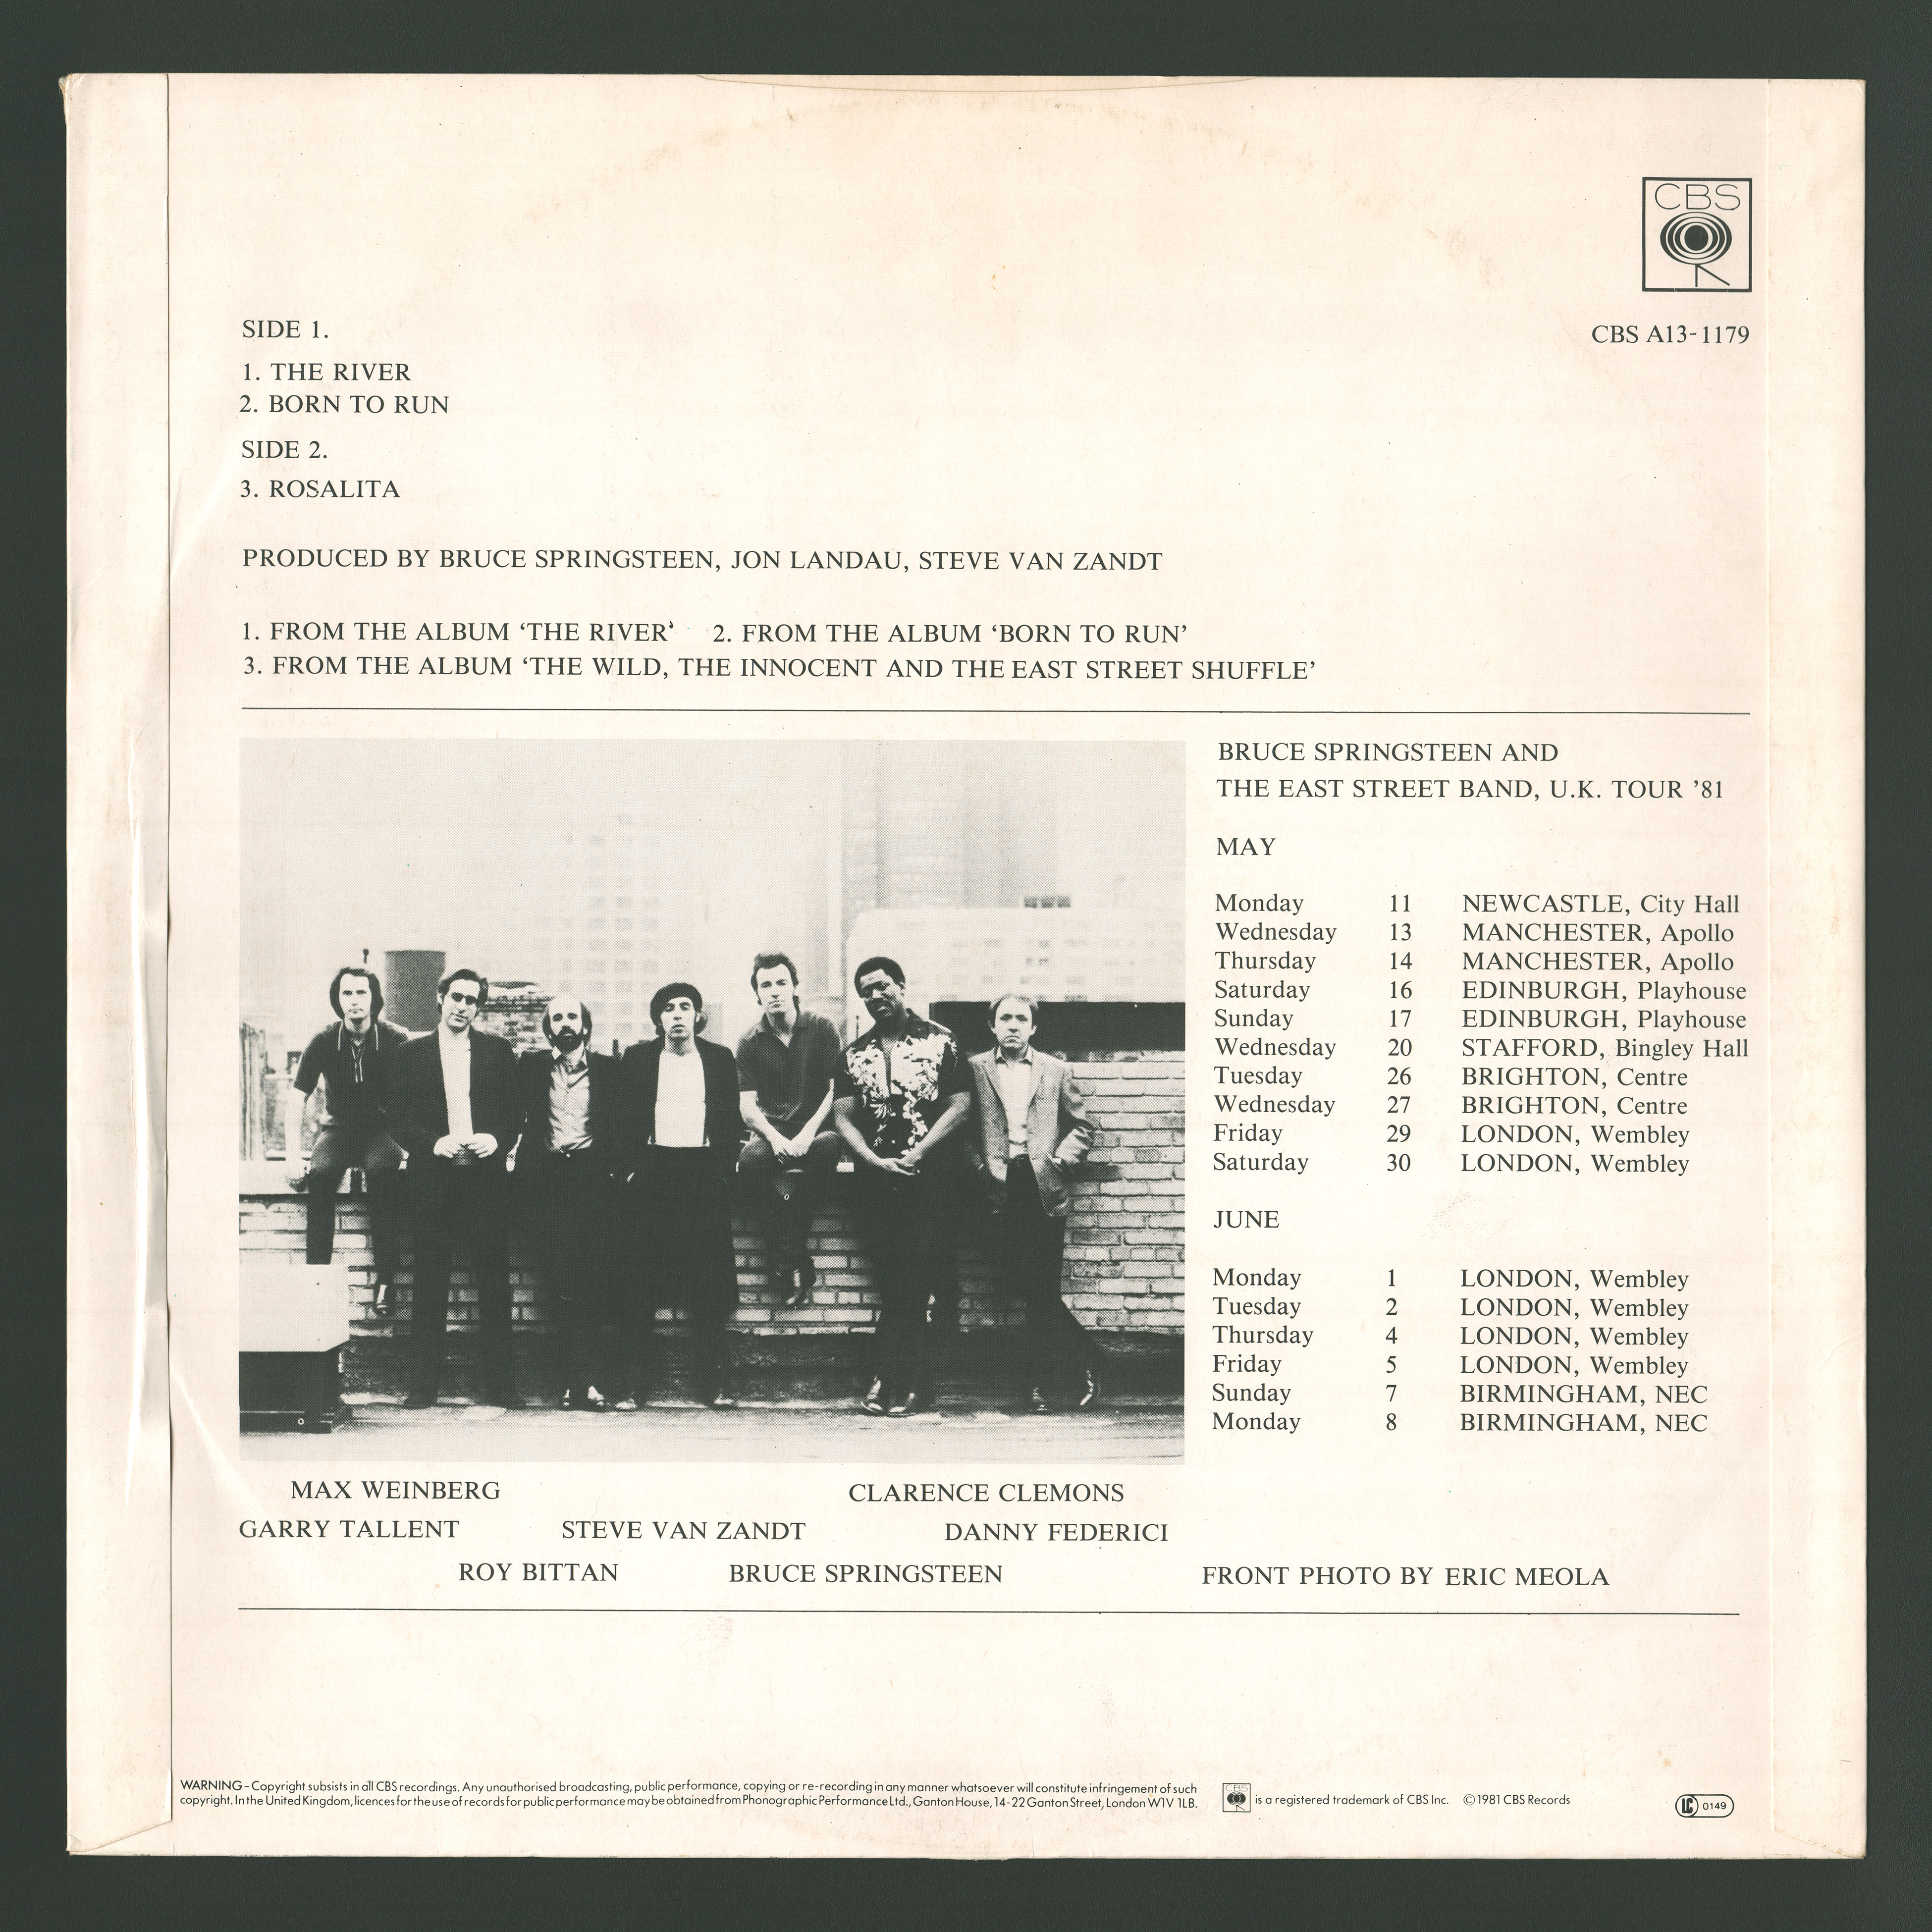 CBS
SIDE 1.
CBS A13-1179
1. THE RIVER
2. BORN TO RUN
SIDE 2.
3. ROSALITA
PRODUCED BY BRUCE SPRINGSTEEN, JON LANDAU, STEVE VAN ZANDT
1. FROM THE ALBUM ‘THE RIVER’ 2. FROM THE ALBUM ‘BORN TO RUN’
3. FROM THE ALBUM ‘THE WILD, THE INNOCENT AND THE EAST STREET SHUFFLE’
BRUCE SPRINGSTEEN AND
THE EAST STREET BAND, U.K. TOUR ’81
MAY
Monday 11 NEWCASTLE, City Hall
Wednesday 13 MANCHESTER, Apollo
Thursday 14 MANCHESTER, Apollo
Saturday 16 EDINBURGH, Playhouse
Sunday 17 EDINBURGH, Playhouse
Wednesday 20 STAFFORD, Bingley Hall
Tuesday 26 BRIGHTON, Centre
Wednesday 27 BRIGHTON, Centre
Friday 29 LONDON, Wembley
Saturday 30 LONDON, Wembley
JUNE
Monday 1 LONDON, Wembley
Tuesday 2 LONDON, Wembley
Thursday 4 LONDON, Wembley
Friday 5 LONDON, Wembley
Sunday 7 BIRMINGHAM, NEC
Monday 8 BIRMINGHAM, NEC
MAX WEINBERG CLARENCE CLEMONS
GARRY TALLENT STEVE VAN ZANDT DANNY FEDERICI
ROY BITTAN BRUCE SPRINGSTEEN FRONT PHOTO BY ERIC MEOLA
WARNING – Copyright subsists in all CBS recordings. Any unauthorised broadcasting, public performance, copying or re-recording in any manner whatsoever will constitute infringement of such
copyright. In the United Kingdom, licences for the use of records for public performance may be obtained from Phonographic Performance Ltd., Ganton House, 14-22 Ganton Street, London W1V 1LB.
CBS is a registered trademark of CBS Inc. © 1981 CBS Records
LC 0149